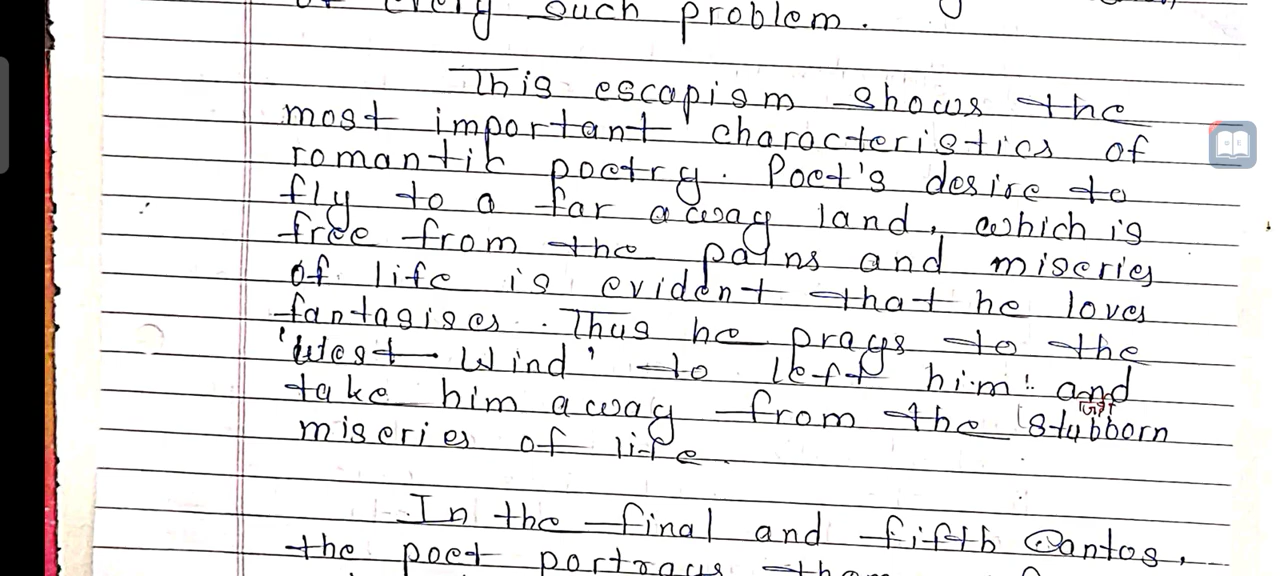 of every such problem.
This escapism shows the
most important characteristics of
romantic poetry. Poet's desire to
fly to a far away land, which is
free from the pains and miseries
of life is evident that he loves
fantasises. Thus he prays to the
'West Wind' to left him and
take him away from the stubborn
miseries of life.
In the final and fifth Cantos,
the poet portrays